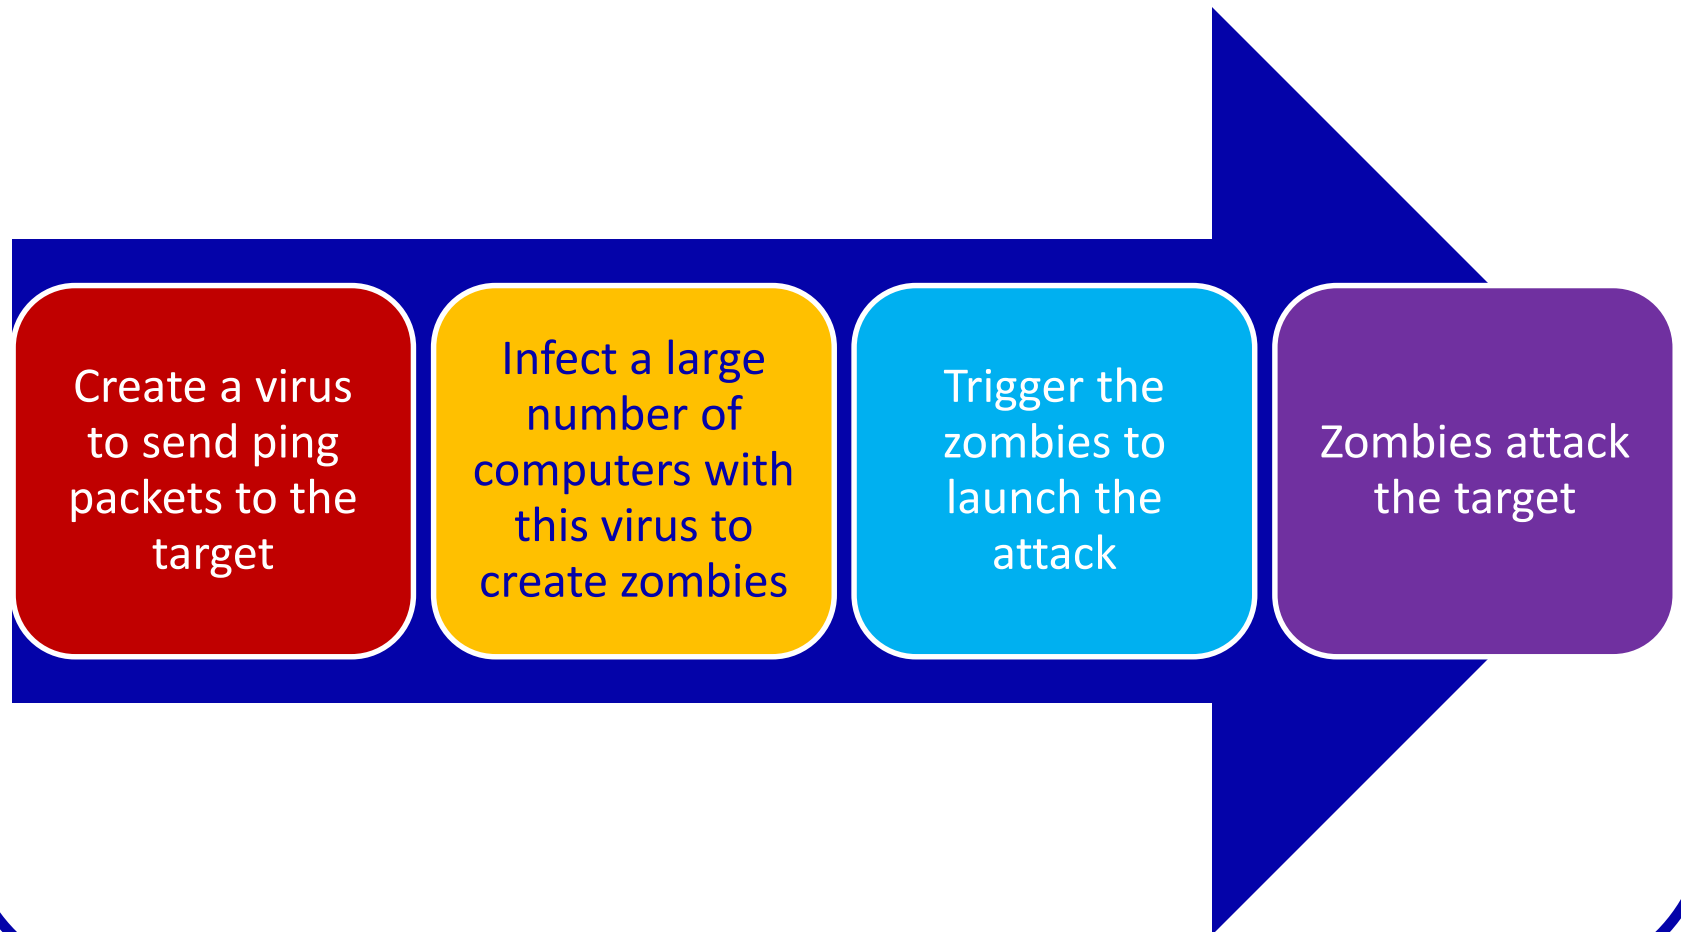 Create a virus
to send ping
packets to the
target
Infect a large
number of
computers with
this virus to
create zombies
Trigger the
zombies to
launch the
attack
Zombies attack
the target